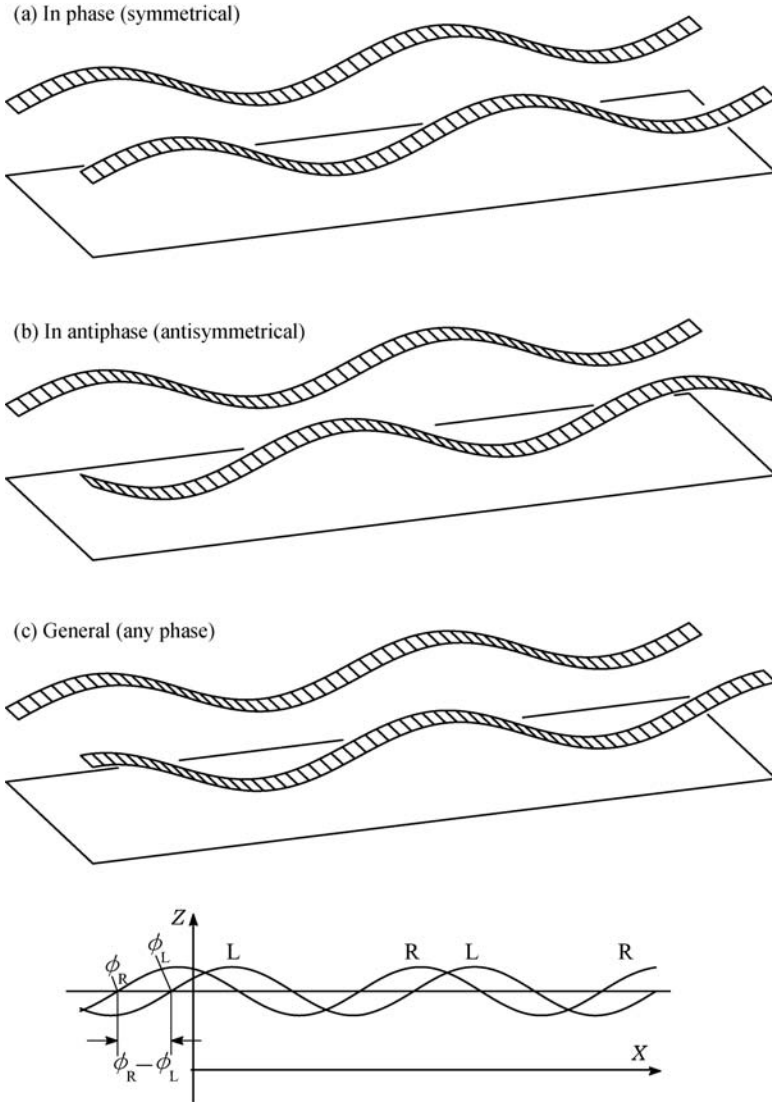 (a) In phase (symmetrical)
(b) In antiphase (antisymmetrical)
(c) General (any phase)
Z
ϕL
L R L R
ϕR
ϕR − ϕL
X